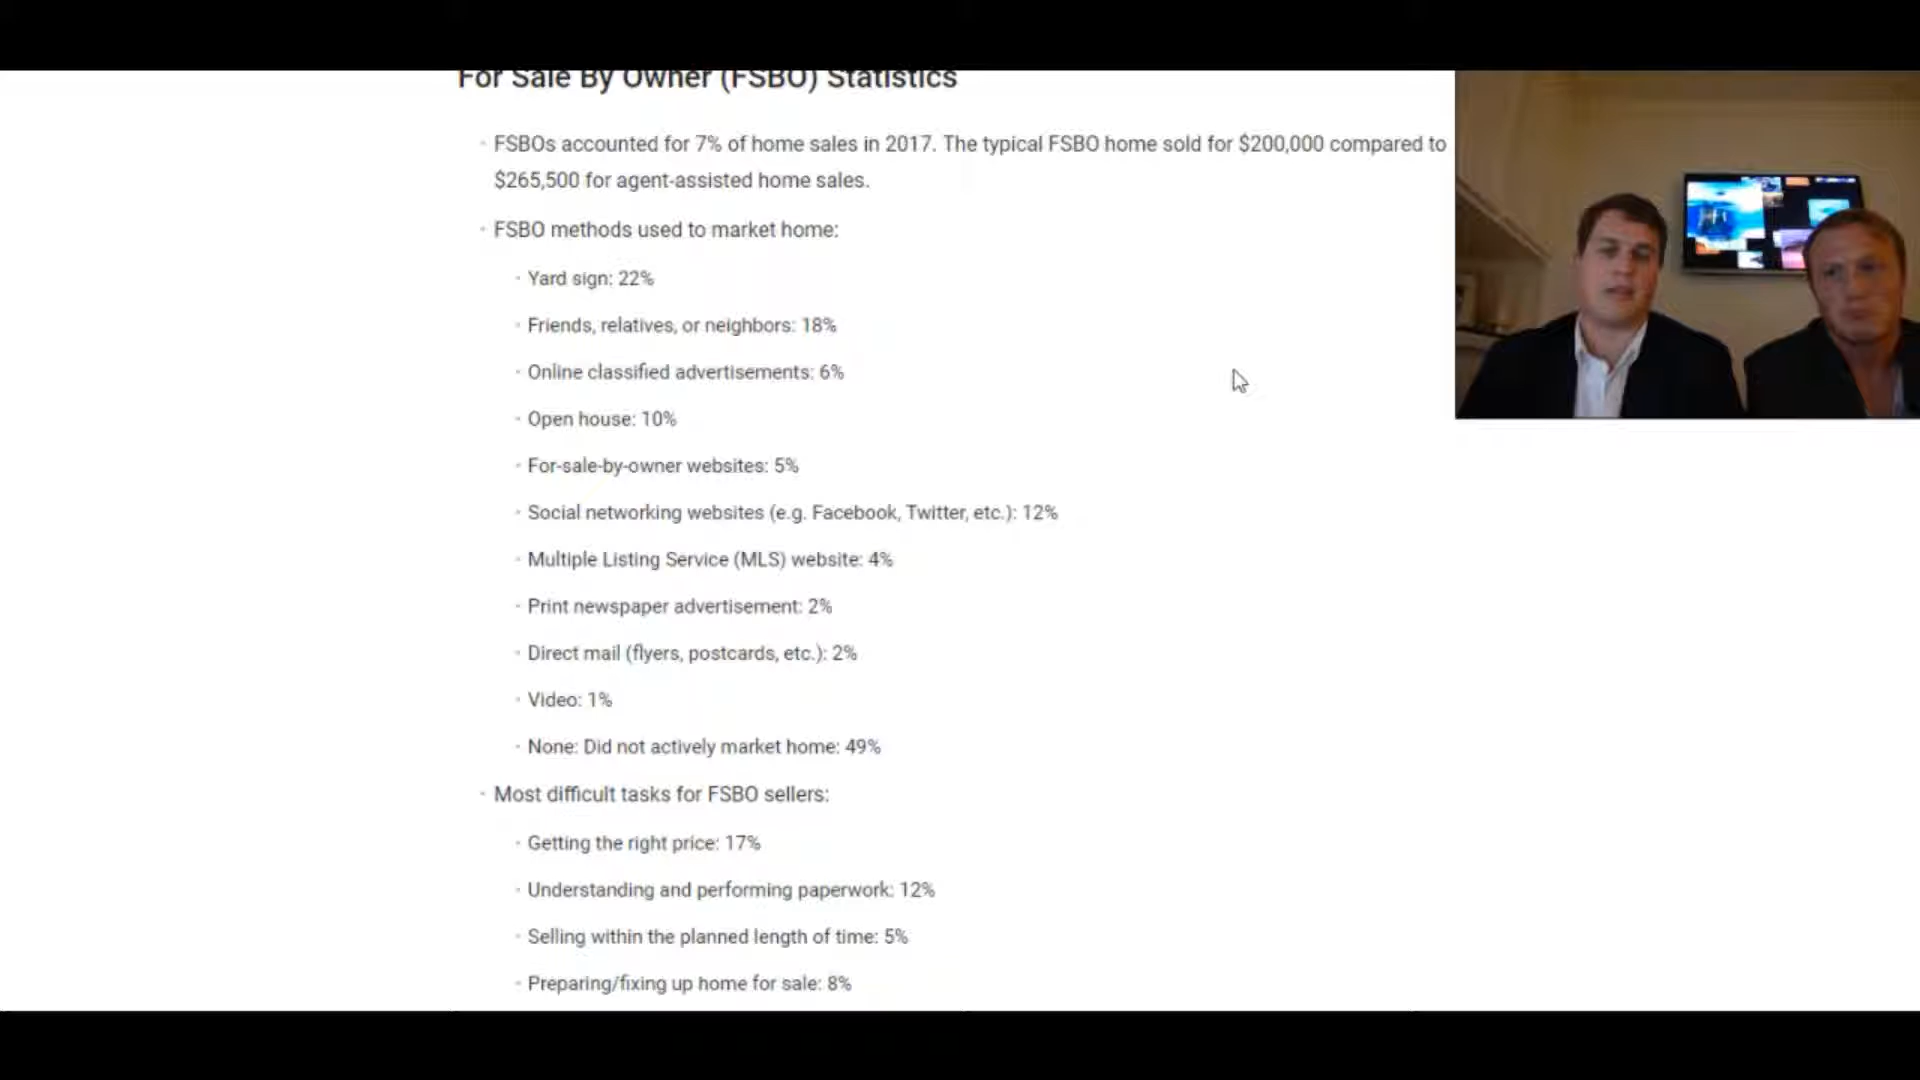 For Sale By Owner (FSBO) Statistics
FSBOs accounted for 7% of home sales in 2017. The typical FSBO home sold for $200,000 compared to
$265,500 for agent-assisted home sales.
FSBO methods used to market home:
Yard sign: 22%
Friends, relatives, or neighbors: 18%
Online classified advertisements: 6%
Open house: 10%
For-sale-by-owner websites: 5%
Social networking websites (e.g. Facebook, Twitter, etc.): 12%
Multiple Listing Service (MLS) website: 4%
Print newspaper advertisement: 2%
Direct mail (flyers, postcards, etc.): 2%
Video: 1%
None: Did not actively market home: 49%
Most difficult tasks for FSBO sellers:
Getting the right price: 17%
Understanding and performing paperwork: 12%
Selling within the planned length of time: 5%
Preparing/fixing up home for sale: 8%